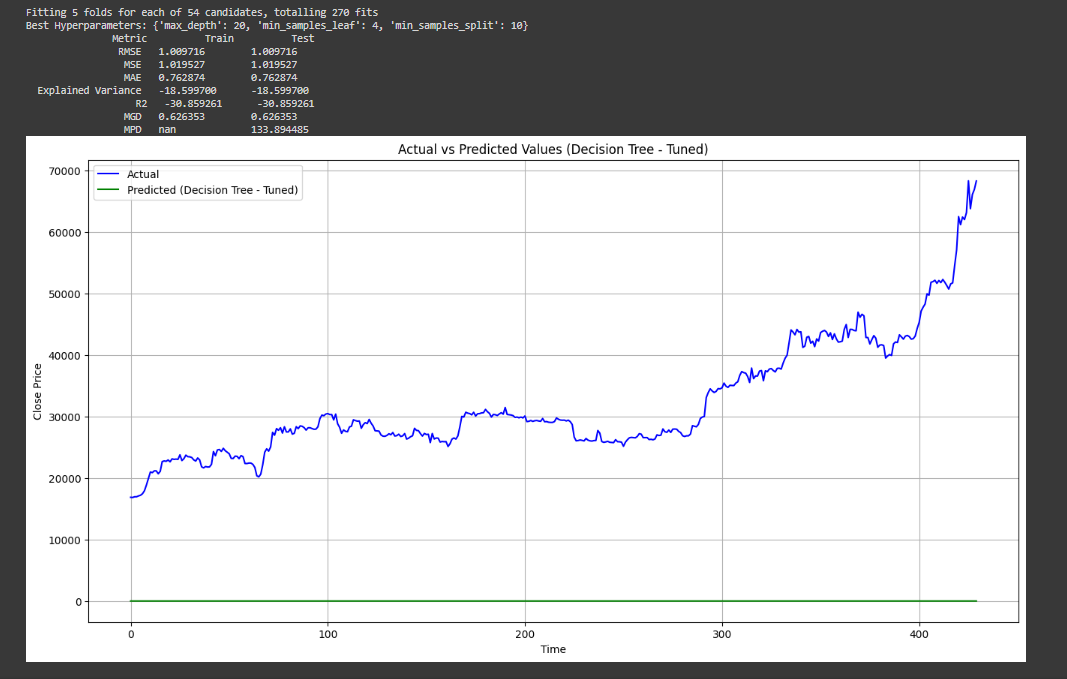 Fitting 5 folds for each of 54 candidates, totalling 270 fits
Best Hyperparameters: {'max_depth': 20, 'min_samples_leaf': 4, 'min_samples_split': 10}
Metric Train Test
RMSE 1.009716 1.009716
MSE 1.019527 1.019527
MAE 0.762874 0.762874
Explained Variance -18.599700 -18.599700
R2 -30.859261 -30.859261
MGD 0.626353 0.626353
MPD nan 133.894485
Actual vs Predicted Values (Decision Tree - Tuned)
Actual
Predicted (Decision Tree - Tuned)
Close Price
70000
60000
50000
40000
30000
20000
10000
0
0 100 200 300 400
Time